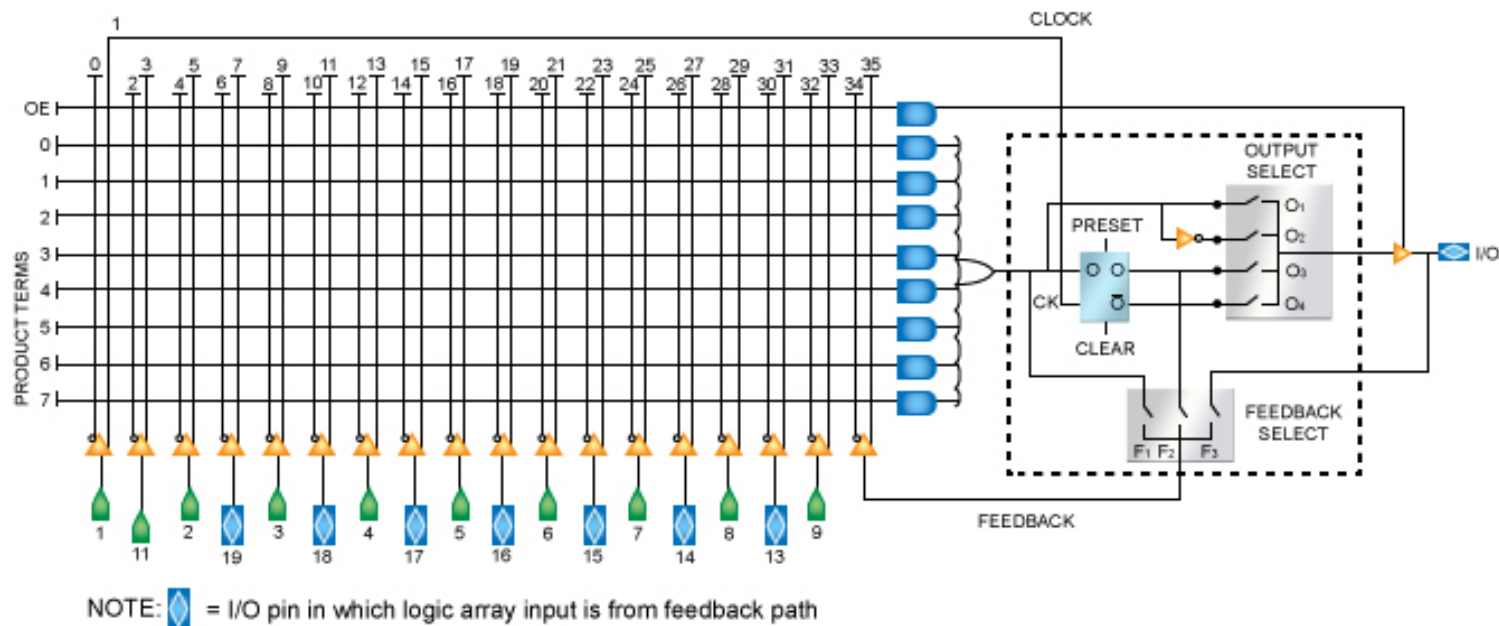 1
CLOCK
0 3 5 7 9 11 13 15 17 19 21 23 25 27 29 31 33 35
2 4 6 8 10 12 14 16 18 20 22 24 26 28 30 32 34
OE
PRODUCT TERMS
0
1
2
3
4
5
6
7
OUTPUT
SELECT
PRESET
O1
O2
O3
O4
O O
CK
O̅
CLEAR
I/O
FEEDBACK
SELECT
F1 F2 F3
FEEDBACK
1 2 3 4 5 6 7 8 9
11 19 18 17 16 15 14 13
NOTE: = I/O pin in which logic array input is from feedback path